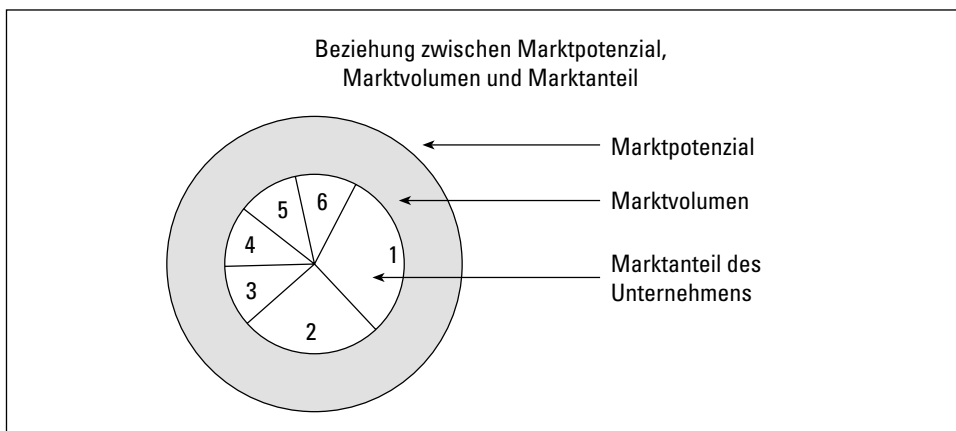 Beziehung zwischen Marktpotenzial,
Marktvolumen und Marktanteil
Marktpotenzial
Marktvolumen
Marktanteil des
Unternehmens
1
2
3
4
5
6